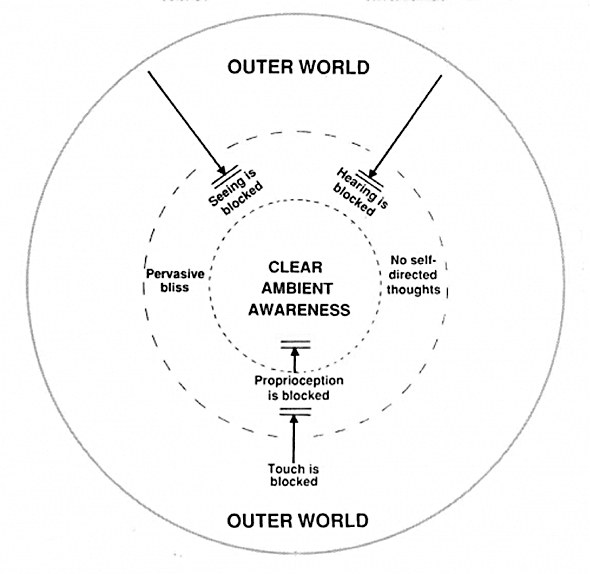 OUTER WORLD
Seeing is
blocked
Hearing is
blocked
Pervasive
bliss
CLEAR
AMBIENT
AWARENESS
No self-
directed
thoughts
Proprioception
is blocked
Touch is
blocked
OUTER WORLD